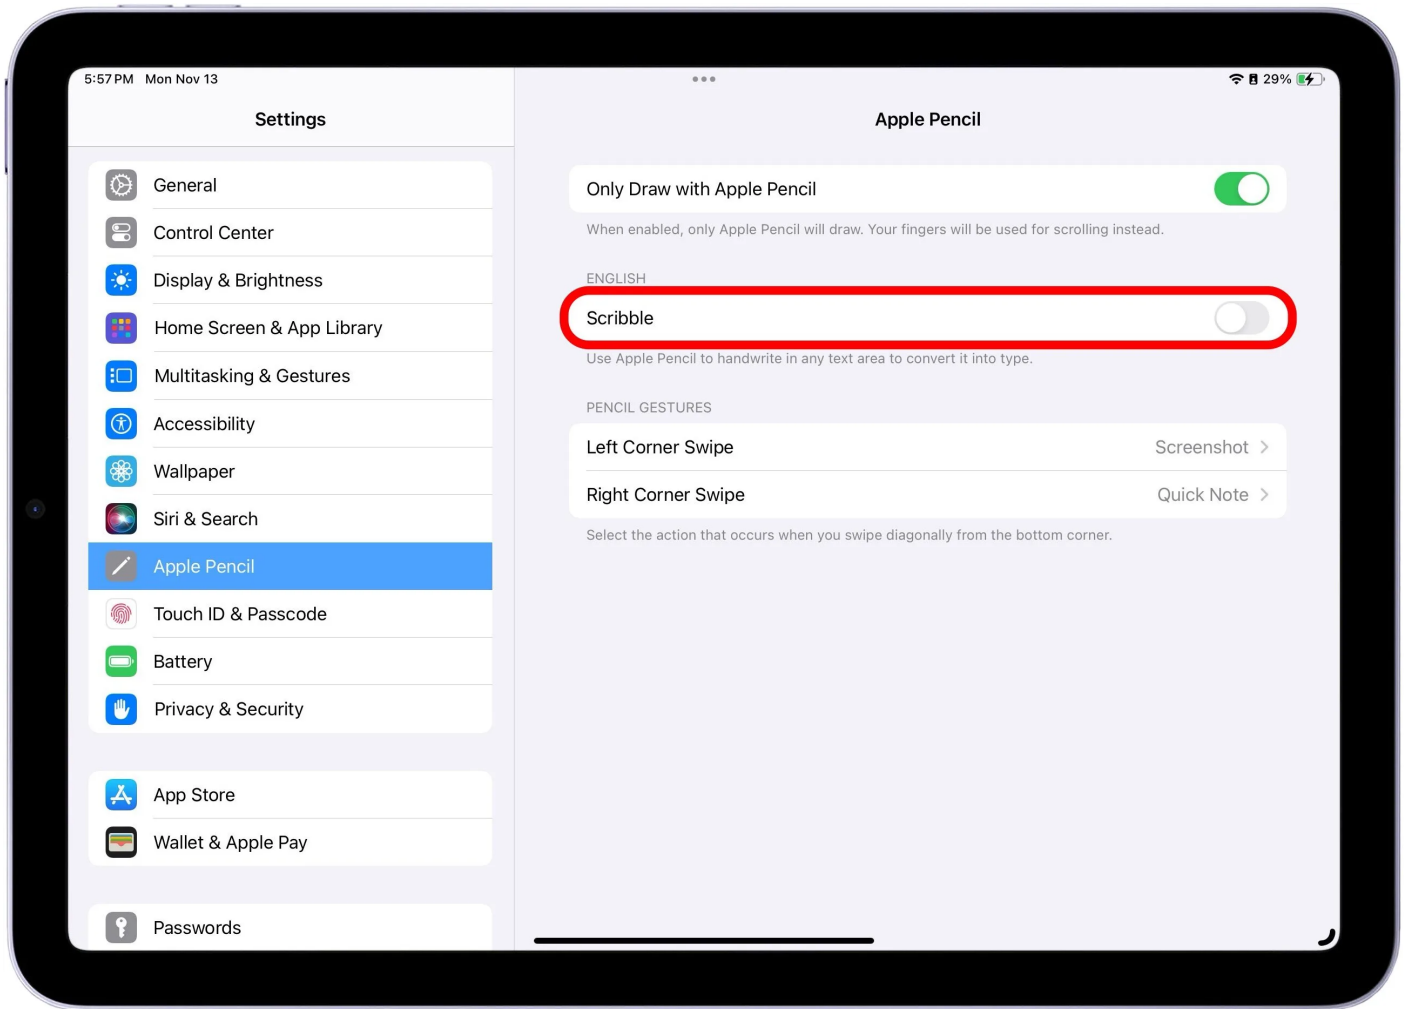 5:57 PM Mon Nov 13
29%
Settings
General
Control Center
Display & Brightness
Home Screen & App Library
Multitasking & Gestures
Accessibility
Wallpaper
Siri & Search
Apple Pencil
Touch ID & Passcode
Battery
Privacy & Security
App Store
Wallet & Apple Pay
Passwords
Apple Pencil
Only Draw with Apple Pencil
When enabled, only Apple Pencil will draw. Your fingers will be used for scrolling instead.
ENGLISH
Scribble
Use Apple Pencil to handwrite in any text area to convert it into type.
PENCIL GESTURES
Left Corner Swipe Screenshot
Right Corner Swipe Quick Note
Select the action that occurs when you swipe diagonally from the bottom corner.